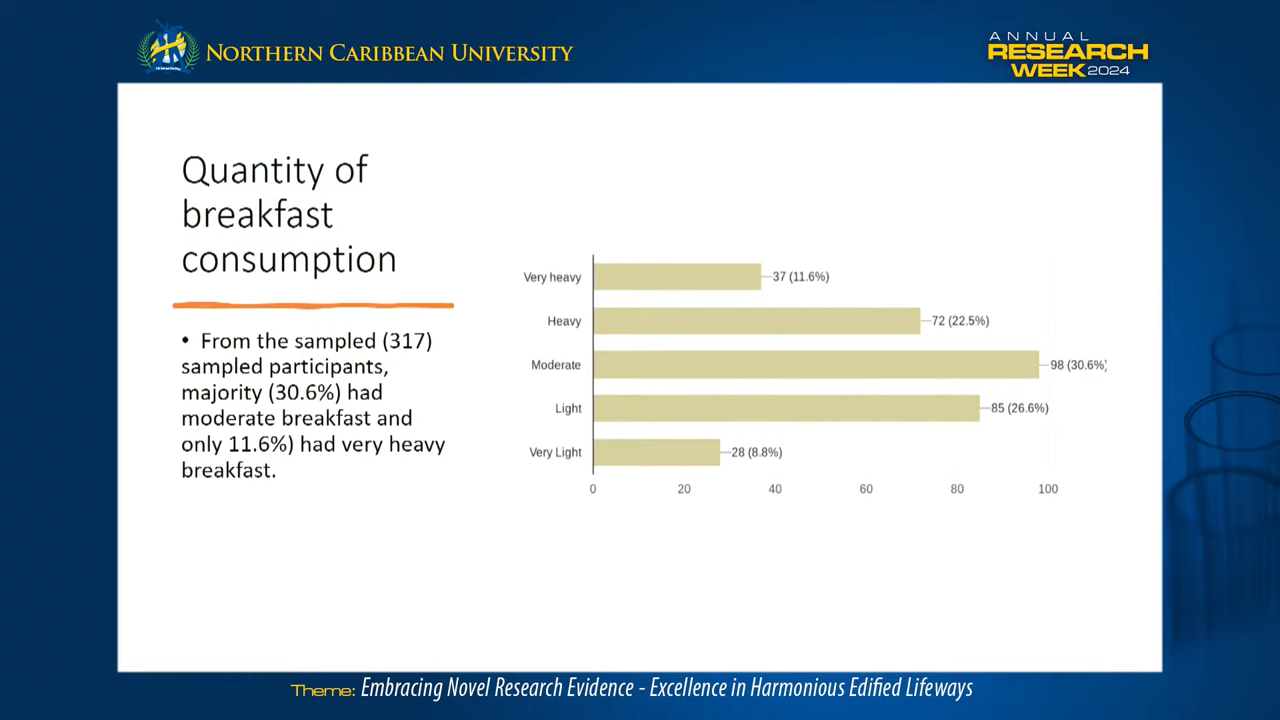 NORTHERN CARIBBEAN UNIVERSITY
ANNUAL
RESEARCH
WEEK 2024
Quantity of
breakfast
consumption
• From the sampled (317)
sampled participants,
majority (30.6%) had
moderate breakfast and
only 11.6%) had very heavy
breakfast.
Very heavy 37 (11.6%)
Heavy 72 (22.5%)
Moderate 98 (30.6%)
Light 85 (26.6%)
Very Light 28 (8.8%)
0 20 40 60 80 100
Theme: Embracing Novel Research Evidence - Excellence in Harmonious Edified Lifeways